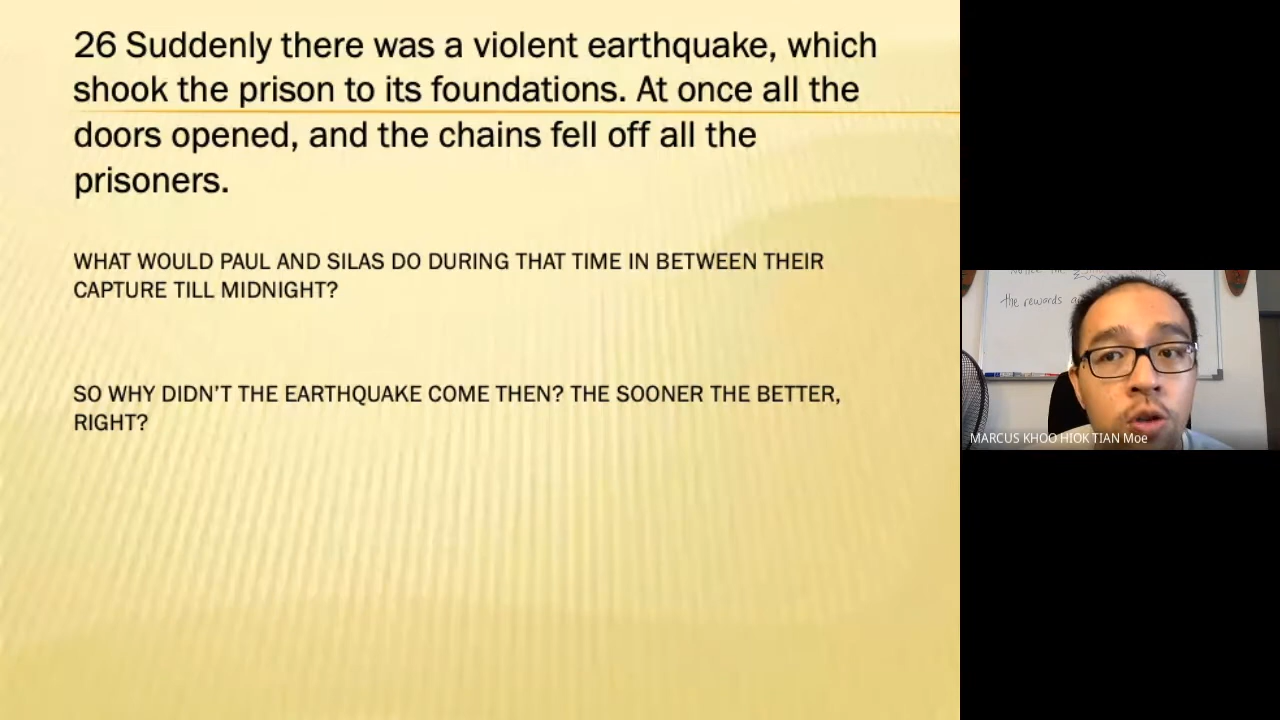 26 Suddenly there was a violent earthquake, which
shook the prison to its foundations. At once all the
doors opened, and the chains fell off all the
prisoners.
WHAT WOULD PAUL AND SILAS DO DURING THAT TIME IN BETWEEN THEIR
CAPTURE TILL MIDNIGHT?
SO WHY DIDN’T THE EARTHQUAKE COME THEN? THE SOONER THE BETTER,
RIGHT?
the rewards
MARCUS KHOO HIOK TIAN Moe